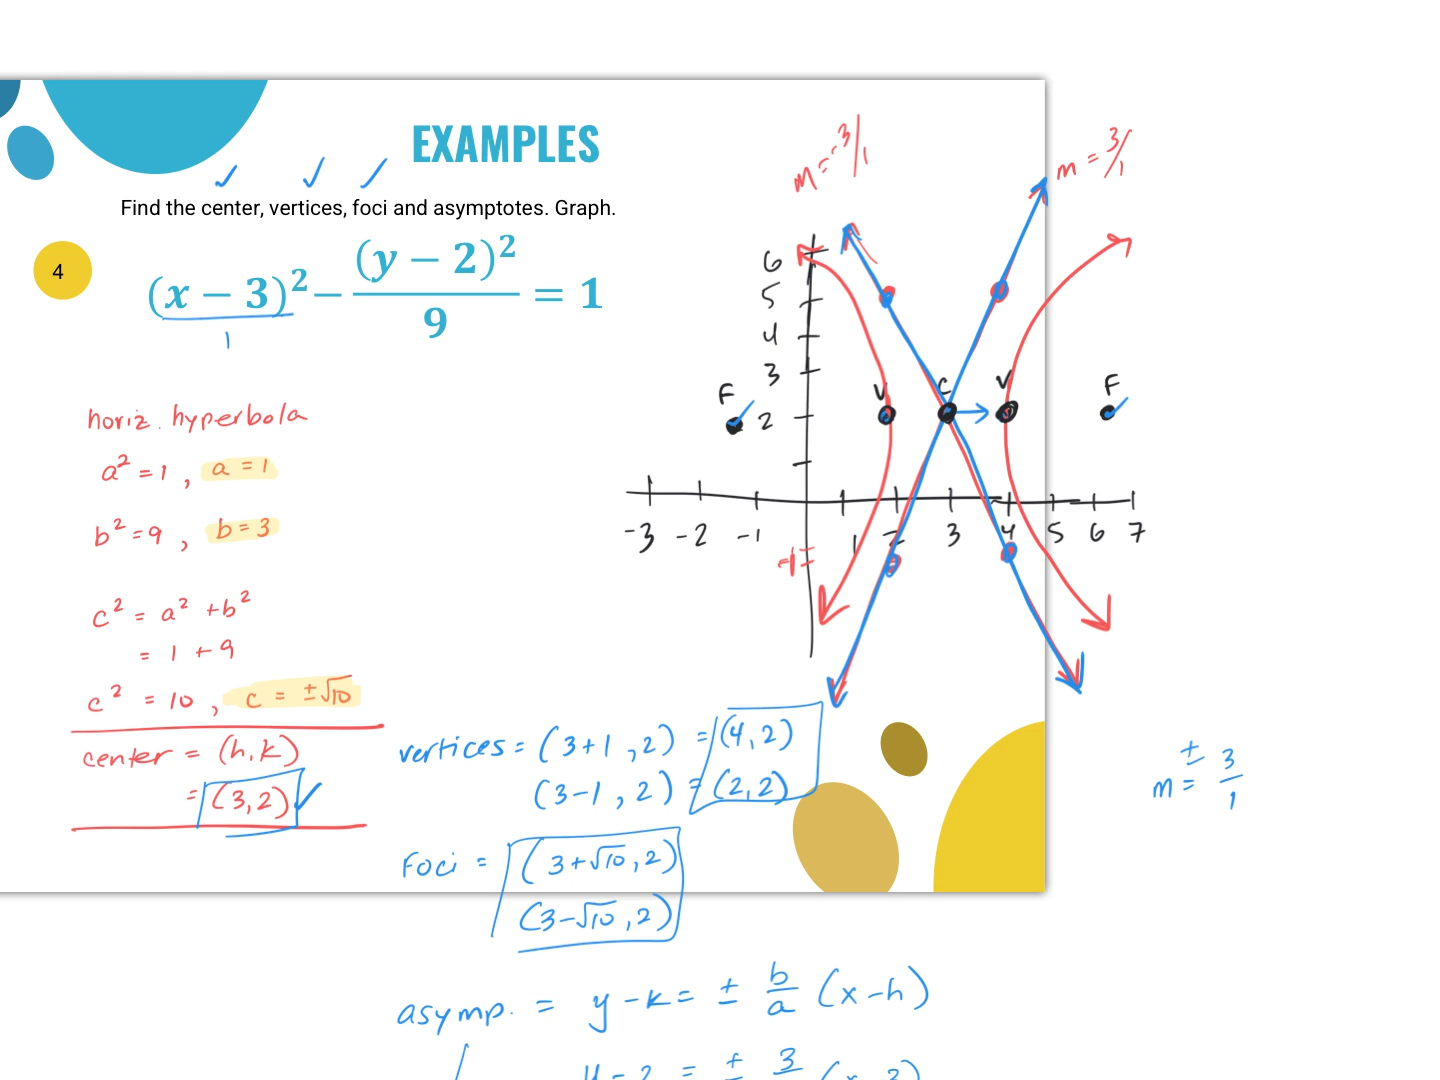 EXAMPLES
Find the center, vertices, foci and asymptotes. Graph.
4
(x − 3)² − (y − 2)²/9 = 1
1
horiz. hyperbola
a² = 1 , a = 1
b² = 9 , b = 3
c² = a² + b²
= 1 + 9
c² = 10 , c = ±√10
center = (h, k)
= (3, 2)
vertices = (3+1 , 2) = (4, 2)
(3−1 , 2) = (2, 2)
Foci = (3+√10, 2)
(3−√10, 2)
asymp. = y − k = ± b/a (x − h)
y − 2 = ± 3 (x − 3)
m = −3/1
m = 3/1
6
5
4
3
2
F
V
C
V
F
-3 -2 -1 1 2 3 4 5 6 7
-1
m = ± 3/1